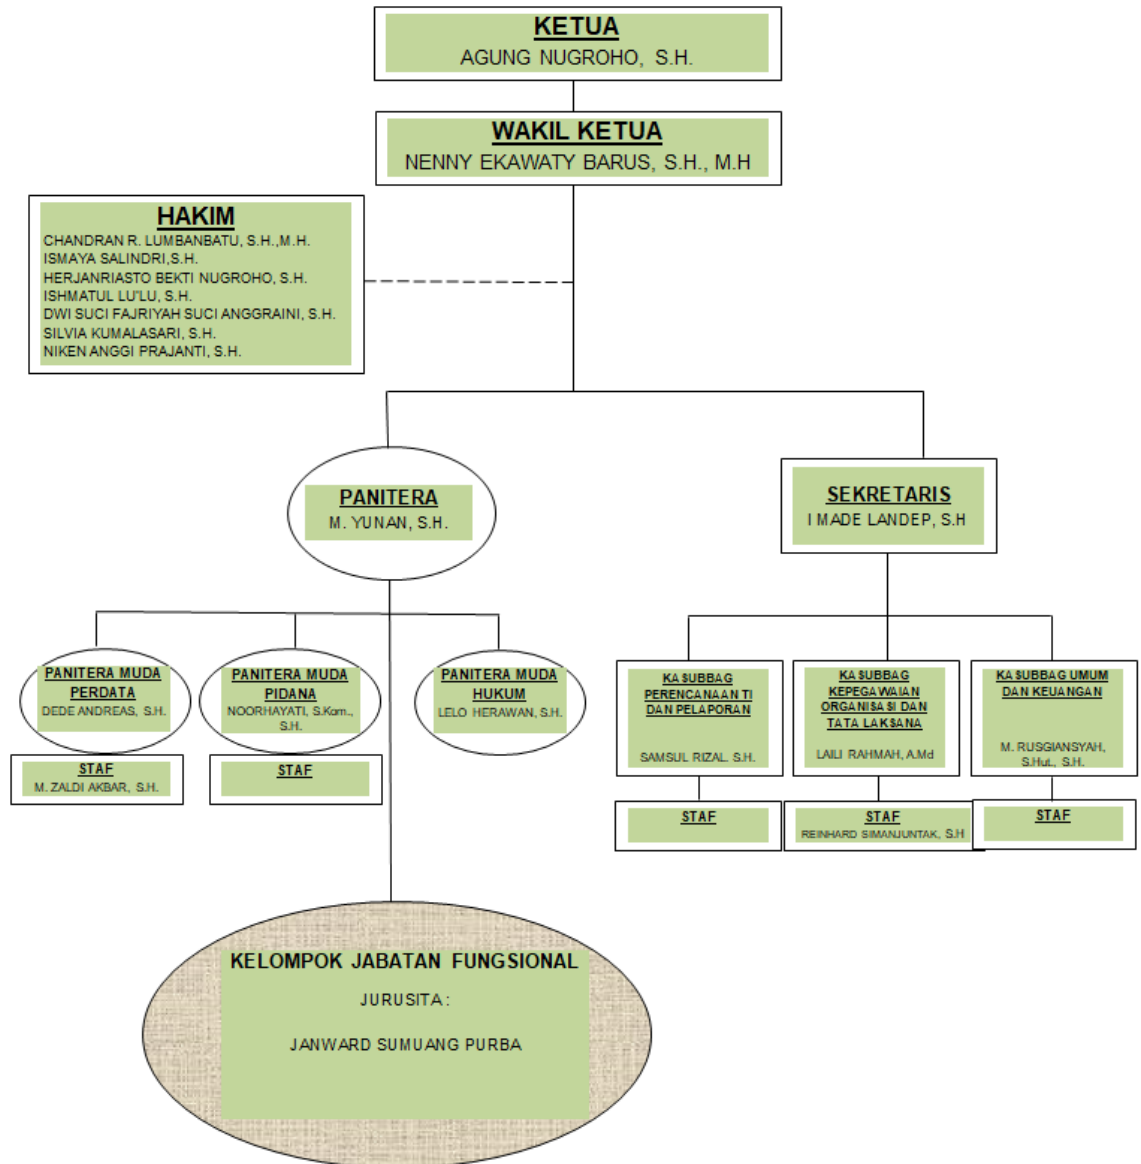 KETUA
AGUNG NUGROHO, S.H.
WAKIL KETUA
NENNY EKAWATY BARUS, S.H., M.H
HAKIM
CHANDRAN R. LUMBANBATU, S.H.,M.H.
ISMAYA SALINDRI,S.H.
HERJANRIASTO BEKTI NUGROHO, S.H.
ISHMATUL LU'LU, S.H.
DWI SUCI FAJRIYAH SUCI ANGGRAINI, S.H.
SILVIA KUMALASARI, S.H.
NIKEN ANGGI PRAJANTI, S.H.
PANITERA
M. YUNAN, S.H.
SEKRETARIS
I MADE LANDEP, S.H
PANITERA MUDA
PERDATA
DEDE ANDREAS, S.H.
STAF
M. ZALDI AKBAR, S.H.
PANITERA MUDA
PIDANA
NOORHAYATI, S.Kom.,
S.H.
STAF
PANITERA MUDA
HUKUM
LELO HERAWAN, S.H.
KASUBBAG
PERENCANAAN TI
DAN PELAPORAN
SAMSUL RIZAL. S.H.
STAF
KASUBBAG
KEPEGAWAIAN
ORGANISASI DAN
TATA LAKSANA
LAILI RAHMAH, A.Md
STAF
REINHARD SIMANJUNTAK, S.H
KASUBBAG UMUM
DAN KEUANGAN
M. RUSGIANSYAH,
S.Hut., S.H.
STAF
KELOMPOK JABATAN FUNGSIONAL
JURUSITA :
JANWARD SUMUANG PURBA